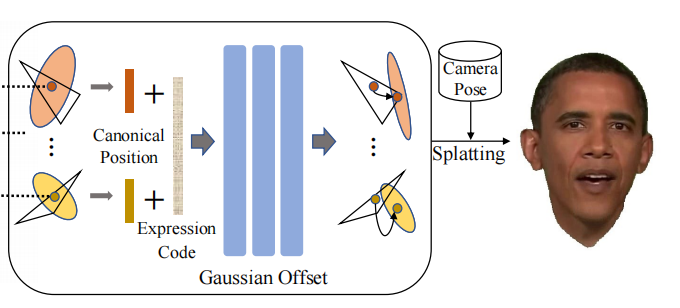 Canonical
Position
Expression
Code
Gaussian Offset
Camera
Pose
Splatting